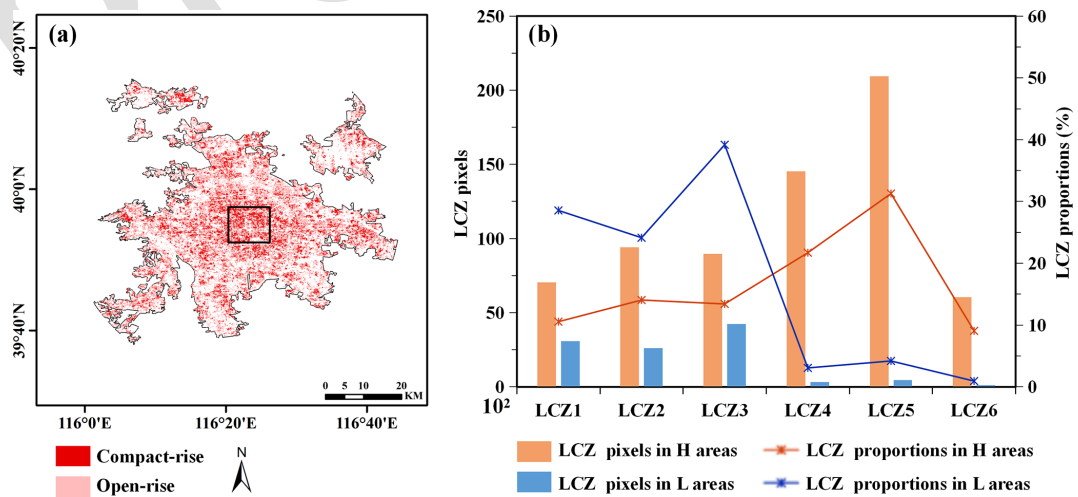 (a)
40°20'N
40°0'N
39°40'N
116°0'E
116°20'E
116°40'E
0 5 10 20
KM
Compact-rise
Open-rise
N
(b)
LCZ pixels
250
200
150
100
50
0
10²
LCZ1 LCZ2 LCZ3 LCZ4 LCZ5 LCZ6
60
50
40
30
20
10
0
LCZ proportions (%)
LCZ pixels in H areas
LCZ proportions in H areas
LCZ pixels in L areas
LCZ proportions in L areas